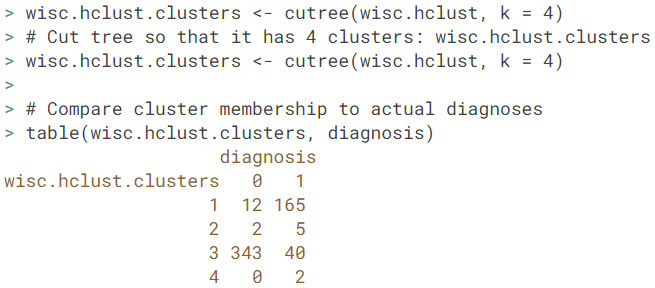 > wisc.hclust.clusters <- cutree(wisc.hclust, k = 4)
> # Cut tree so that it has 4 clusters: wisc.hclust.clusters
> wisc.hclust.clusters <- cutree(wisc.hclust, k = 4)
>
> # Compare cluster membership to actual diagnoses
> table(wisc.hclust.clusters, diagnosis)
                    diagnosis
wisc.hclust.clusters   0   1
                   1  12 165
                   2   2   5
                   3 343  40
                   4   0   2